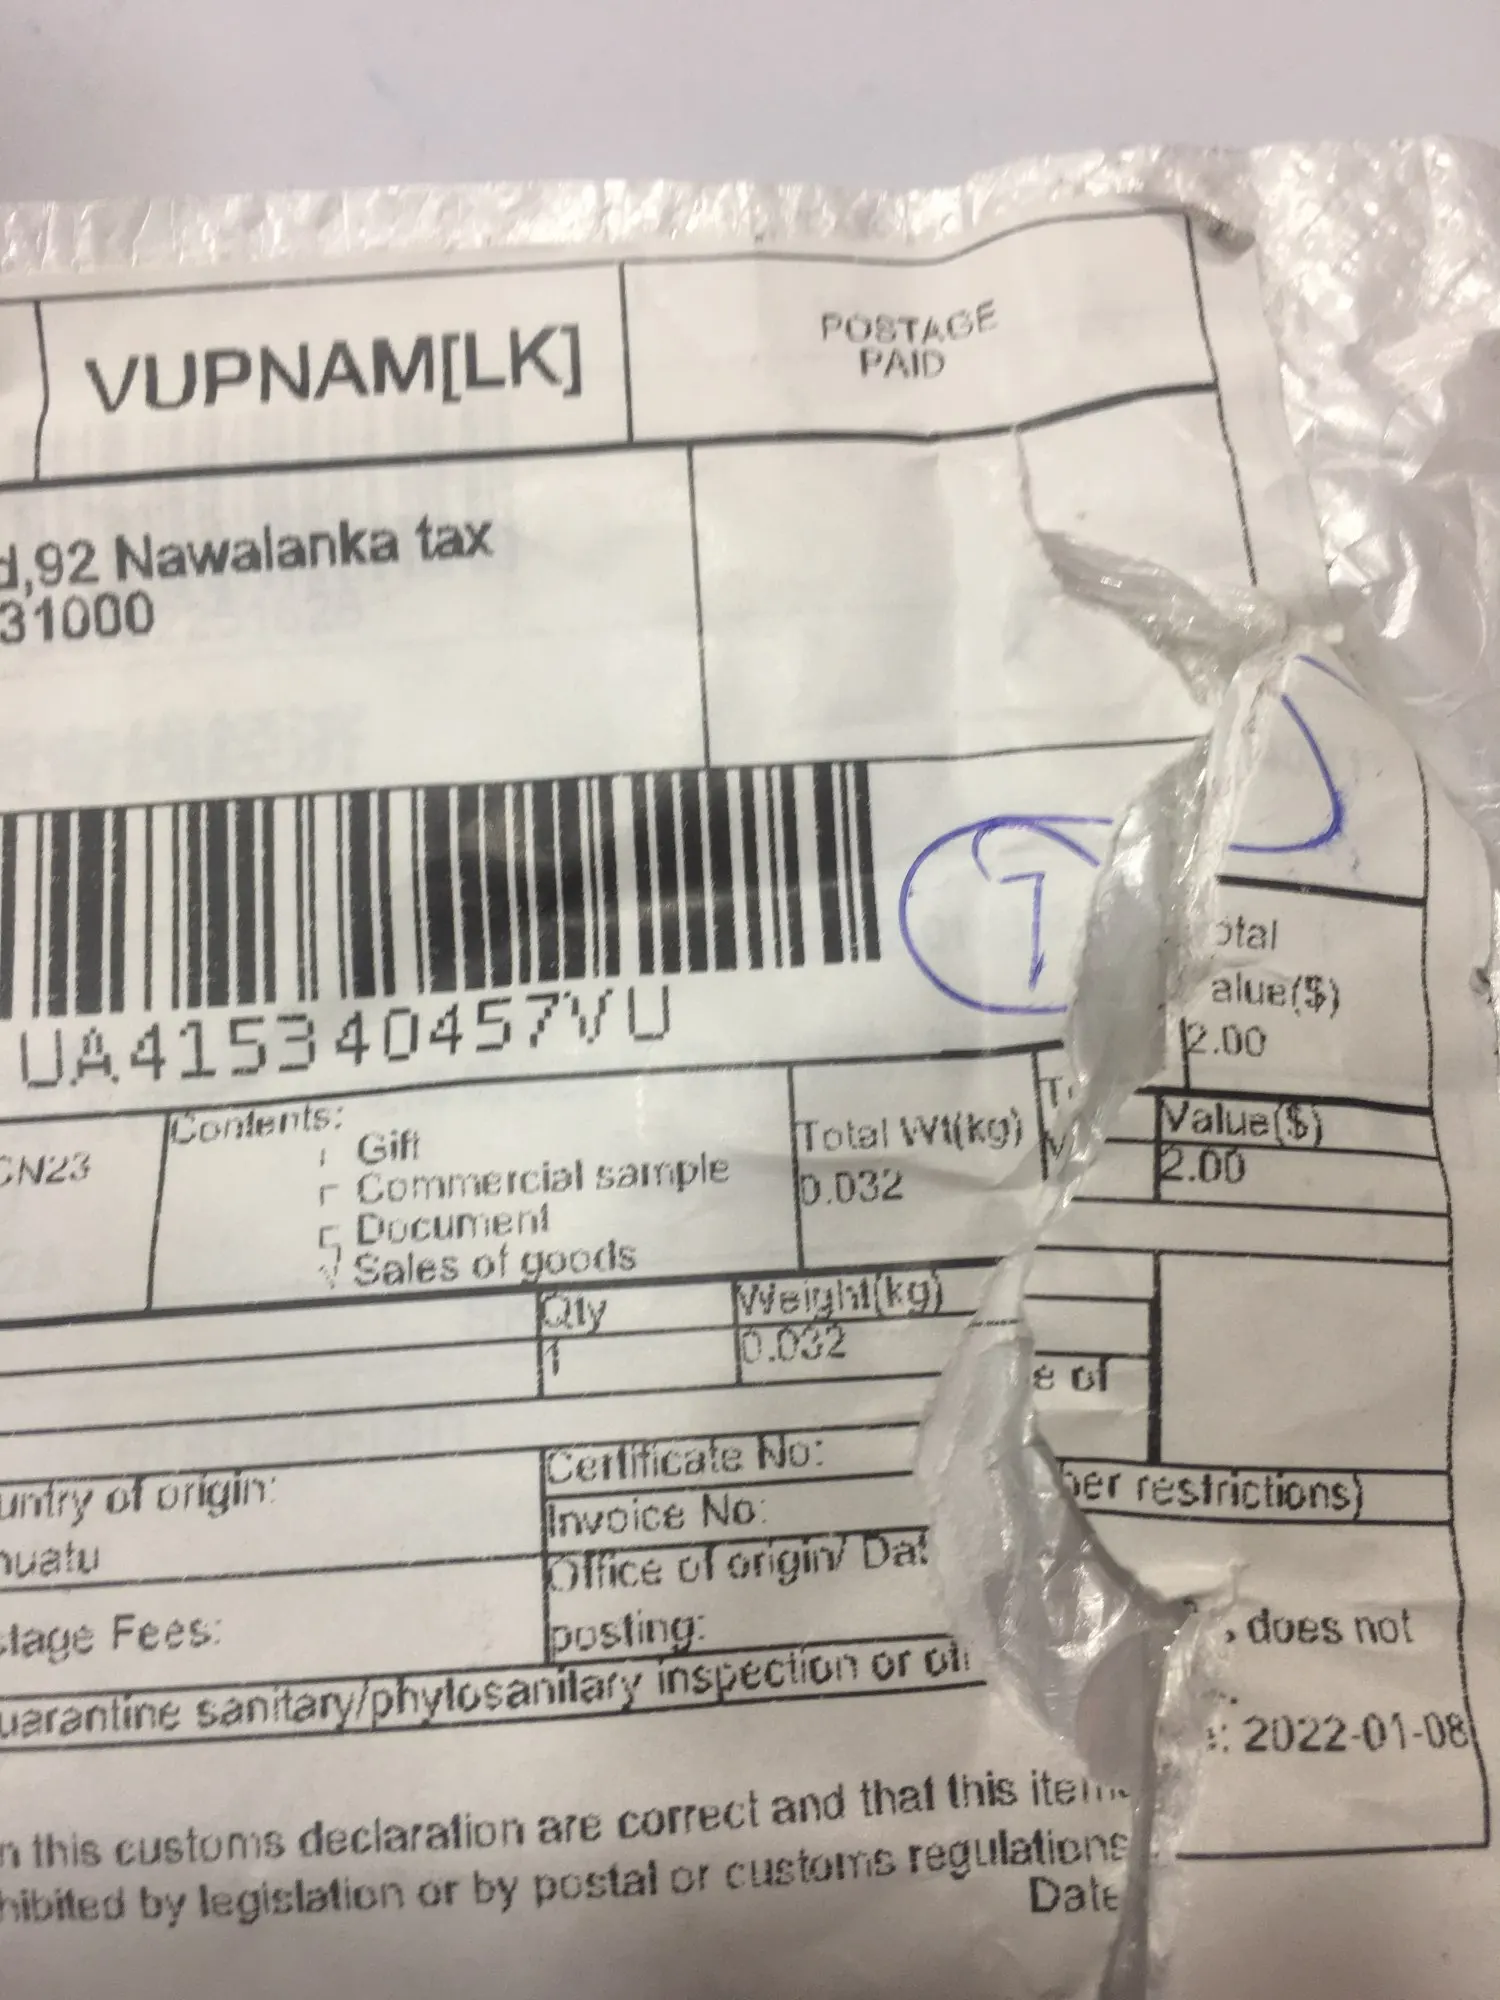 VUPNAM[LK]
POSTAGE
PAID
d,92 Nawalanka tax
31000
UA415340457VU
otal
alue($)
2.00
CN23
Contents:
Gift
Commercial sample
Document
√ Sales of goods
Total Wt(kg)
0.032
Value($)
2.00
Qty
Weight(kg)
1
0.032
e of
untry of origin:
nuatu
Certificate No:
Invoice No:
Office of origin/ Dat
posting:
stage Fees:
uarantine sanitary/phytosanitary inspection or oth
her restrictions)
, does not
: 2022-01-08
n this customs declaration are correct and that this item
hibited by legislation or by postal or customs regulations
Date